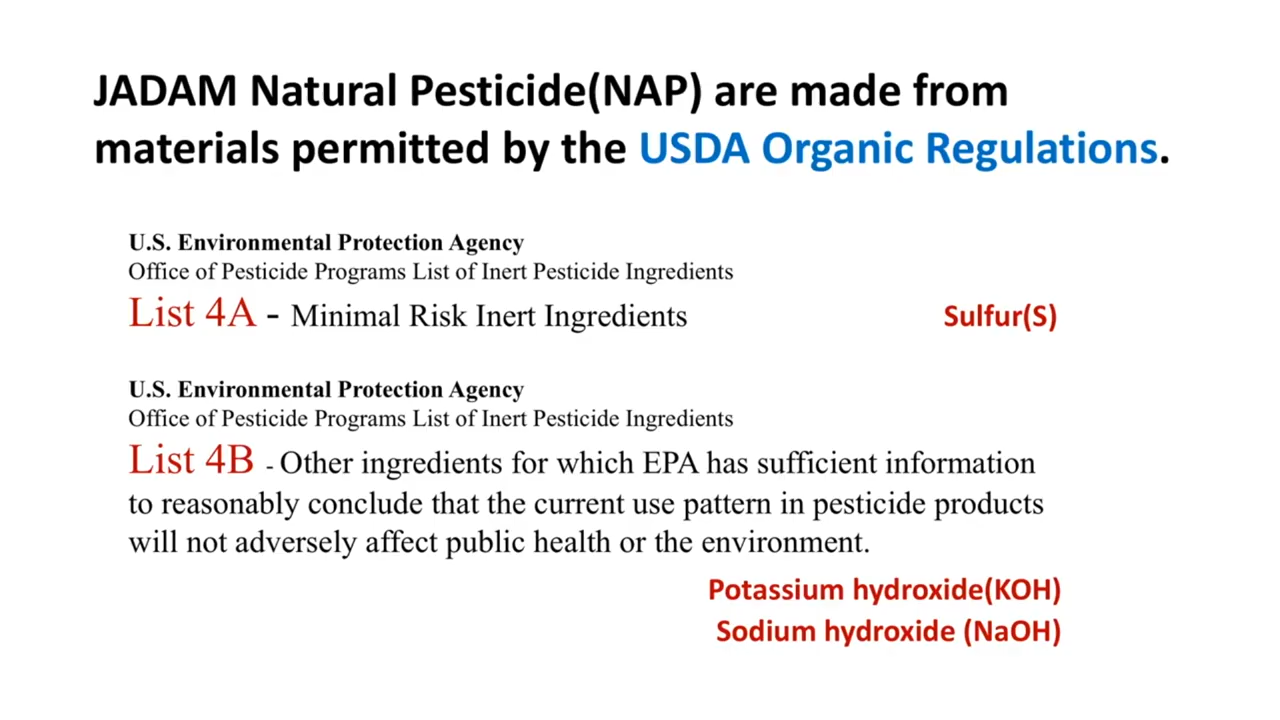 JADAM Natural Pesticide(NAP) are made from
materials permitted by the USDA Organic Regulations.
U.S. Environmental Protection Agency
Office of Pesticide Programs List of Inert Pesticide Ingredients
List 4A - Minimal Risk Inert Ingredients Sulfur(S)
U.S. Environmental Protection Agency
Office of Pesticide Programs List of Inert Pesticide Ingredients
List 4B - Other ingredients for which EPA has sufficient information
to reasonably conclude that the current use pattern in pesticide products
will not adversely affect public health or the environment.
Potassium hydroxide(KOH)
Sodium hydroxide (NaOH)